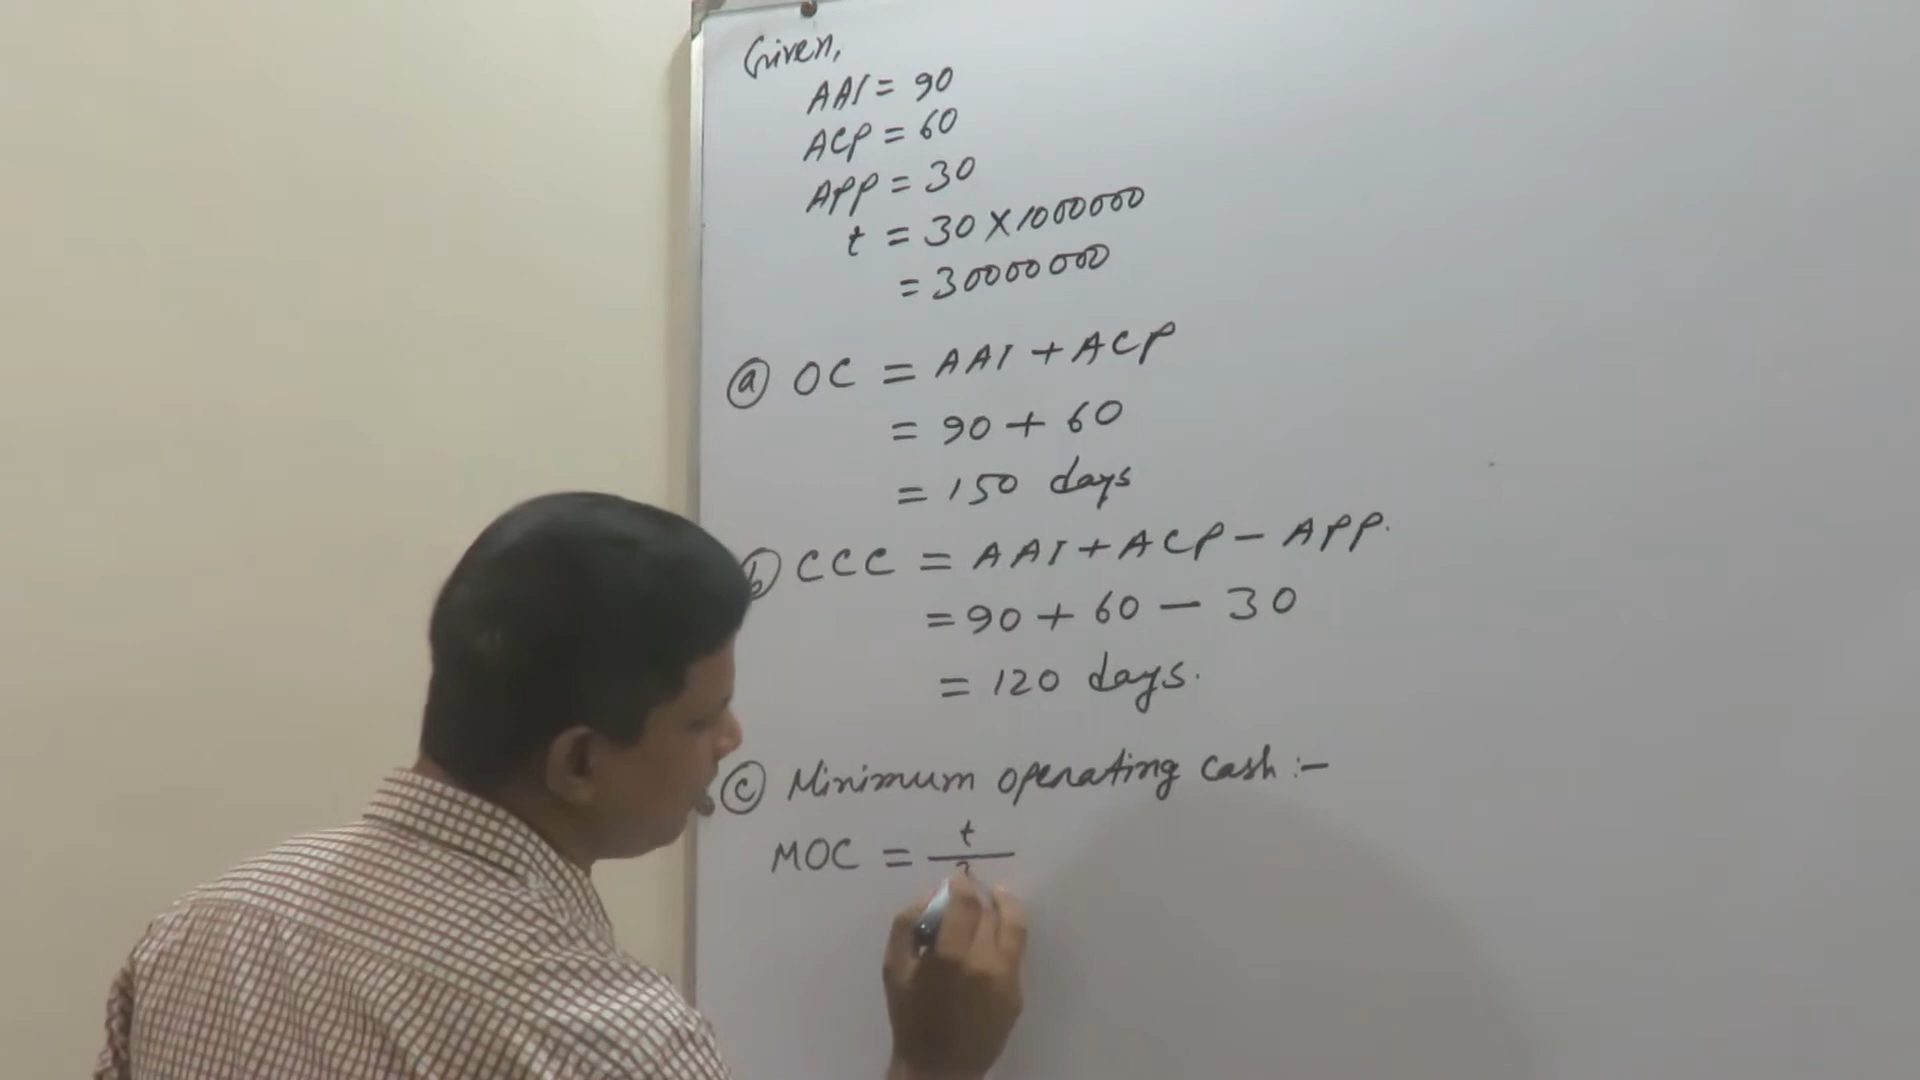 Given,
AAI = 90
ACP = 60
APP = 30
t = 30 × 1000000
= 30000000
ⓐ OC = AAI + ACP
= 90 + 60
= 150 days
ⓑ CCC = AAI + ACP - APP.
= 90 + 60 - 30
= 120 days.
ⓒ Minimum operating cash :-
MOC = t /